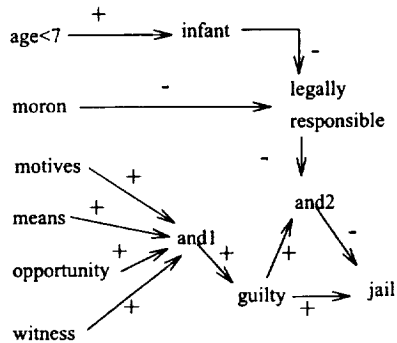 +
age<7 infant
-
- legally
moron responsible
motives -
+
means + and2
and1 -
opportunity + +
+ guilty + jail
witness +